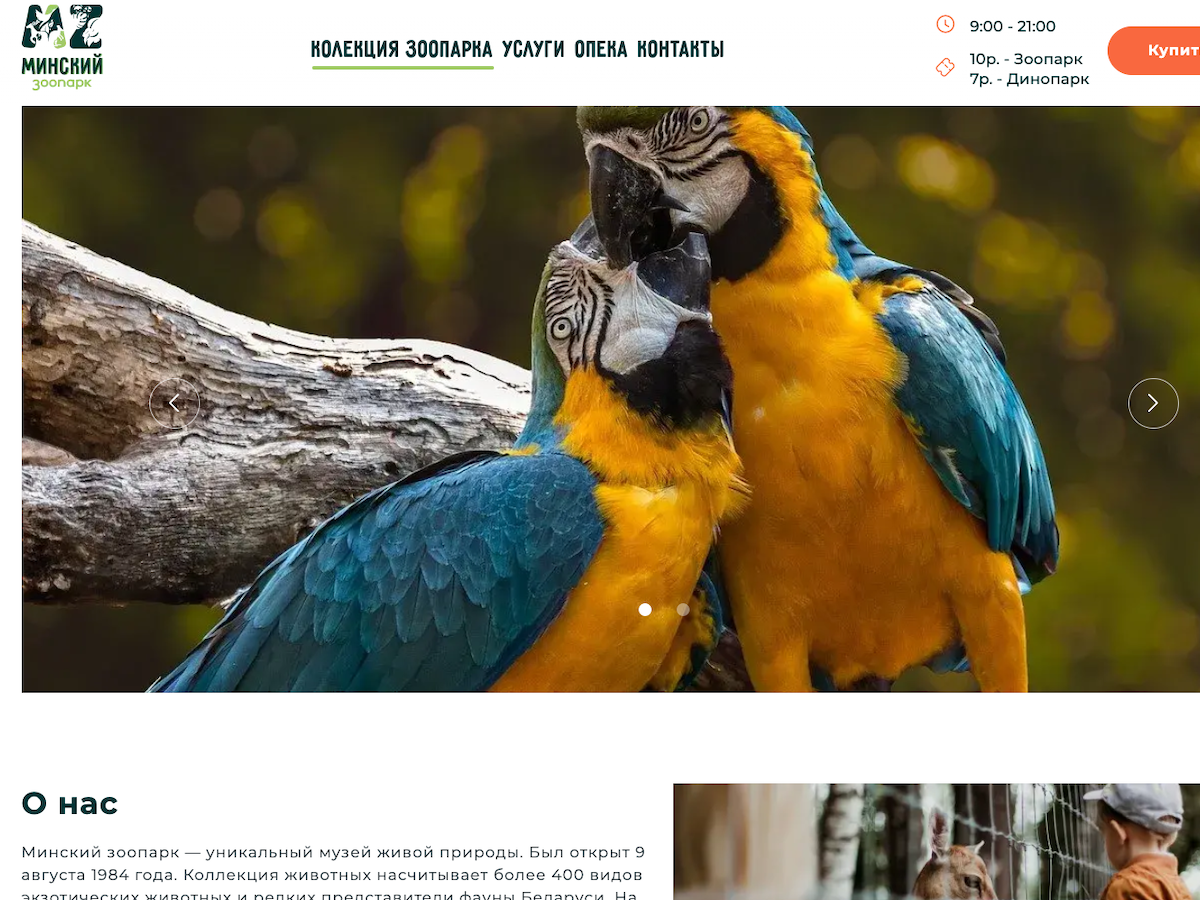 MZ
МИНСКИЙ
зоопарк
КОЛЕКЦИЯ ЗООПАРКА УСЛУГИ ОПЕКА КОНТАКТЫ
9:00 - 21:00
10р. - Зоопарк
7р. - Динопарк
Купит
О нас
Минский зоопарк — уникальный музей живой природы. Был открыт 9
августа 1984 года. Коллекция животных насчитывает более 400 видов
экзотических животных и редких представители фауны Беларуси. На